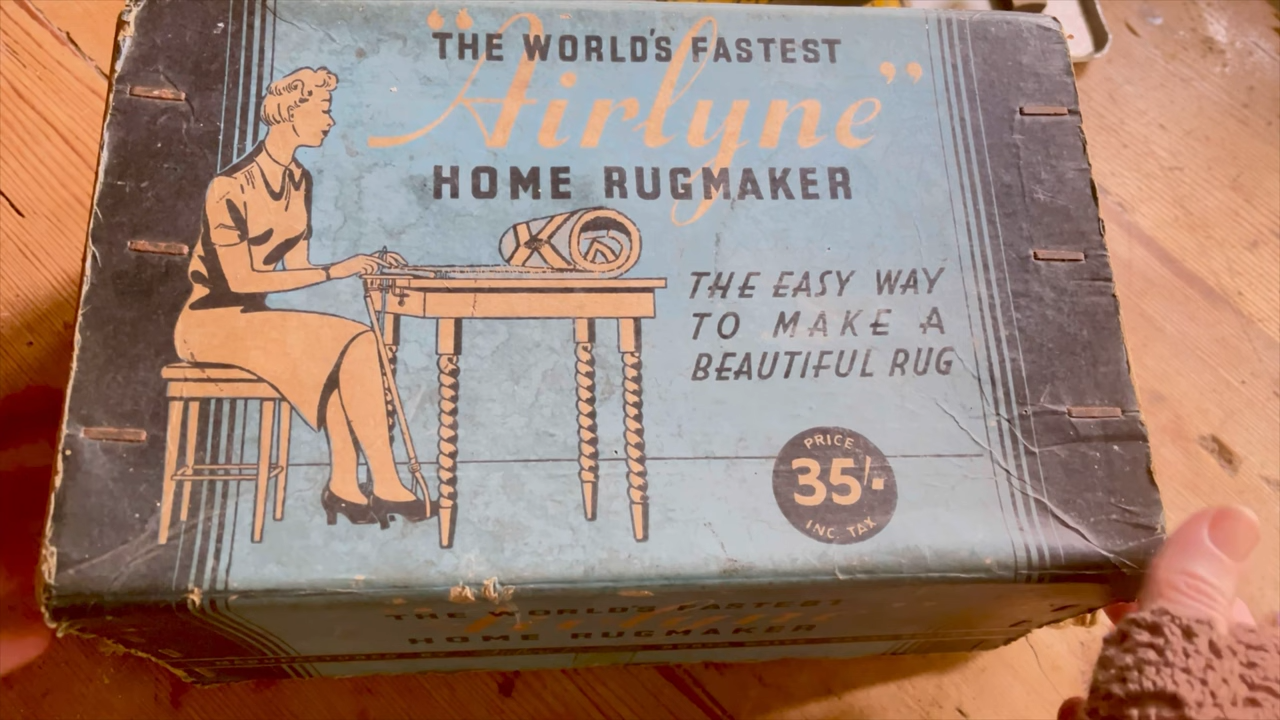 THE WORLD'S FASTEST
"Airlyne"
HOME RUGMAKER
THE EASY WAY
TO MAKE A
BEAUTIFUL RUG
PRICE
35/-
INC. TAX
THE WORLD'S FASTEST
Airlyne
HOME RUGMAKER